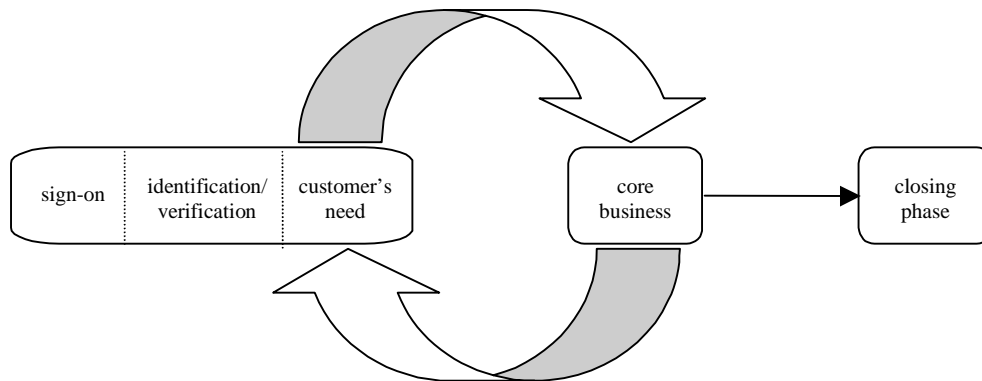 sign-on
identification/
verification
customer's
need
core
business
closing
phase